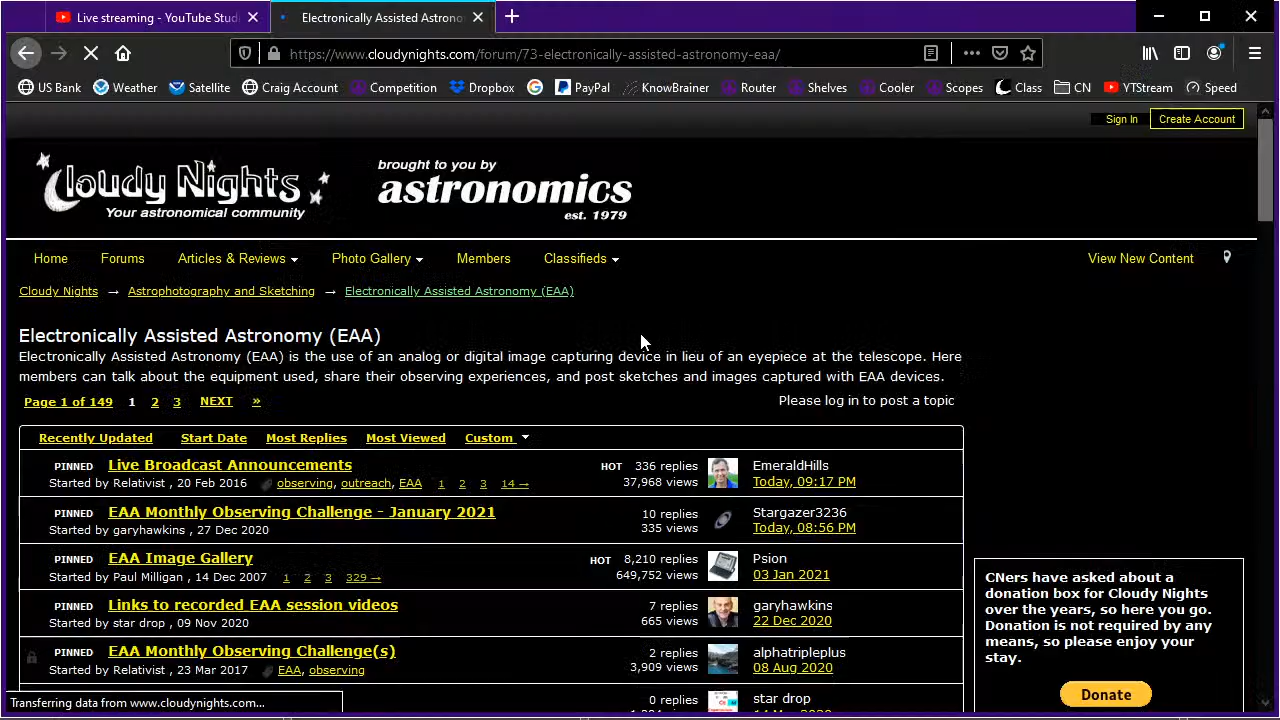 Live streaming - YouTube Studi
Electronically Assisted Astrono
https://www.cloudynights.com/forum/73-electronically-assisted-astronomy-eaa/
US Bank Weather Satellite Craig Account Competition Dropbox PayPal KnowBrainer Router Shelves Cooler Scopes Class CN YTStream Speed
Sign In Create Account
Cloudy Nights
Your astronomical community
brought to you by
astronomics
est. 1979
Home Forums Articles & Reviews Photo Gallery Members Classifieds View New Content
Cloudy Nights → Astrophotography and Sketching → Electronically Assisted Astronomy (EAA)
Electronically Assisted Astronomy (EAA)
Electronically Assisted Astronomy (EAA) is the use of an analog or digital image capturing device in lieu of an eyepiece at the telescope. Here
members can talk about the equipment used, share their observing experiences, and post sketches and images captured with EAA devices.
Page 1 of 149 1 2 3 NEXT » Please log in to post a topic
Recently Updated Start Date Most Replies Most Viewed Custom
PINNED Live Broadcast Announcements HOT 336 replies EmeraldHills
Started by Relativist , 20 Feb 2016 observing, outreach, EAA 1 2 3 14 → 37,968 views Today, 09:17 PM
PINNED EAA Monthly Observing Challenge - January 2021 10 replies Stargazer3236
Started by garyhawkins , 27 Dec 2020 335 views Today, 08:56 PM
PINNED EAA Image Gallery HOT 8,210 replies Psion
Started by Paul Milligan , 14 Dec 2007 1 2 3 329 → 649,752 views 03 Jan 2021
PINNED Links to recorded EAA session videos 7 replies garyhawkins
Started by star drop , 09 Nov 2020 665 views 22 Dec 2020
PINNED EAA Monthly Observing Challenge(s) 2 replies alphatripleplus
Started by Relativist , 23 Mar 2017 EAA, observing 3,909 views 08 Aug 2020
0 replies star drop
CNers have asked about a
donation box for Cloudy Nights
over the years, so here you go.
Donation is not required by any
means, so please enjoy your
stay.
Donate
Transferring data from www.cloudynights.com...